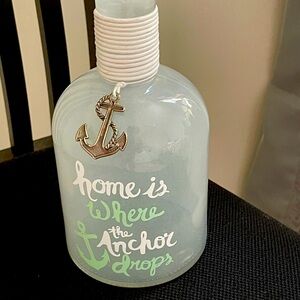 home is
Where
the
Anchor
drops